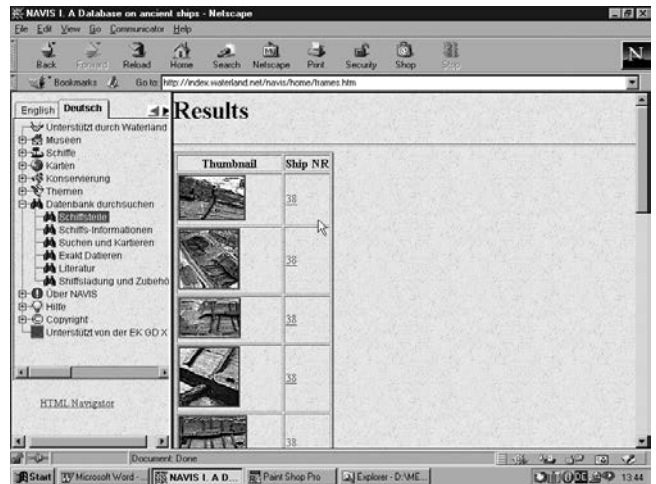 NAVIS I. A Database on ancient ships - Netscape
File Edit View Go Communicator Help
Back Forward Reload Home Search Netscape Print Security Shop Stop
Bookmarks Go to: http://index.waterland.net/navis/home/frames.htm
English Deutsch
Unterstützt durch Waterland
Museen
Schiffe
Karten
Konservierung
Themen
Datenbank durchsuchen
Schiffsteile
Schiffs-Informationen
Suchen und Kartieren
Exakt Datieren
Literatur
Shiffsladung und Zubehö
Über NAVIS
Hilfe
Copyright
Unterstützt von der EK GD X
HTML Navigator
Results
Thumbnail Ship NR
38
38
38
38
38
Document: Done
Start Microsoft Word - ... NAVIS I. A D... Paint Shop Pro Explorer - D:\ME... DE 13:44